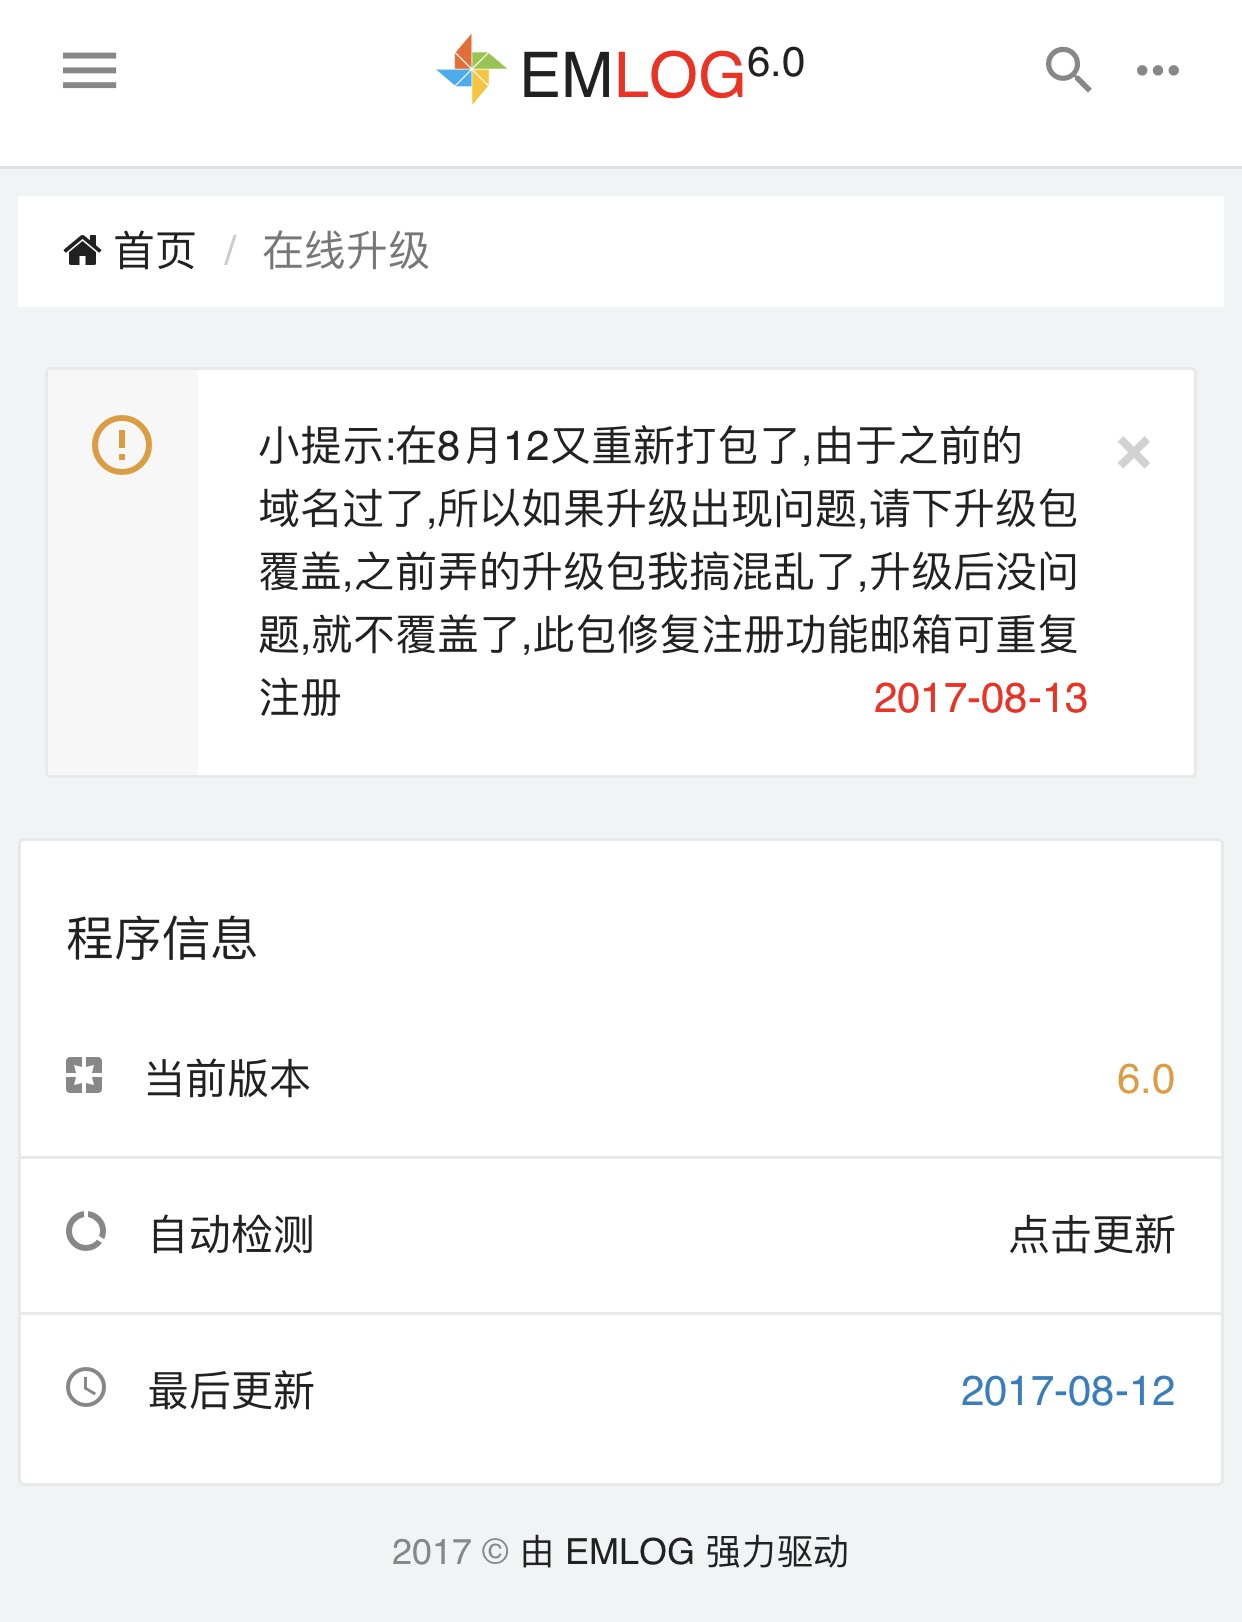 EMLOG6.0
首页 / 在线升级
小提示:在8月12又重新打包了,由于之前的
域名过了,所以如果升级出现问题,请下升级包
覆盖,之前弄的升级包我搞混乱了,升级后没问
题,就不覆盖了,此包修复注册功能邮箱可重复
注册 2017-08-13
程序信息
当前版本 6.0
自动检测 点击更新
最后更新 2017-08-12
2017 © 由 EMLOG 强力驱动